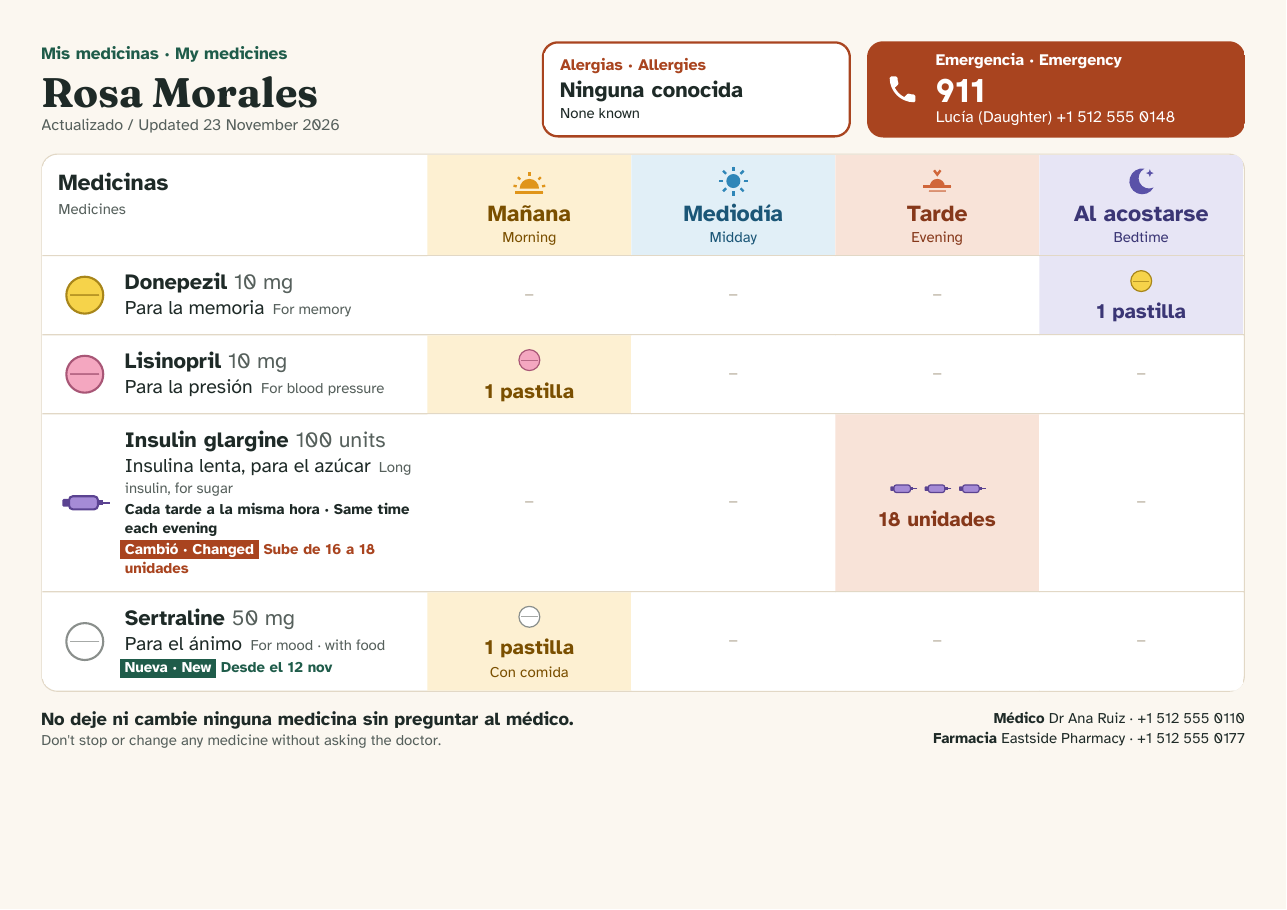 Mis medicinas · My medicines
Rosa Morales
Actualizado / Updated 23 November 2026
Alergias · Allergies
Ninguna conocida
None known
Emergencia · Emergency
911
Lucía (Daughter) +1 512 555 0148
Medicinas
Medicines
Mañana
Morning
Mediodía
Midday
Tarde
Evening
Al acostarse
Bedtime
Donepezil 10 mg
Para la memoria For memory
–
–
–
1 pastilla
Lisinopril 10 mg
Para la presión For blood pressure
1 pastilla
–
–
–
Insulin glargine 100 units
Insulina lenta, para el azúcar Long
insulin, for sugar
Cada tarde a la misma hora · Same time
each evening
Cambió · Changed Sube de 16 a 18
unidades
–
–
18 unidades
–
Sertraline 50 mg
Para el ánimo For mood · with food
Nueva · New Desde el 12 nov
1 pastilla
Con comida
–
–
–
No deje ni cambie ninguna medicina sin preguntar al médico.
Don't stop or change any medicine without asking the doctor.
Médico Dr Ana Ruiz · +1 512 555 0110
Farmacia Eastside Pharmacy · +1 512 555 0177